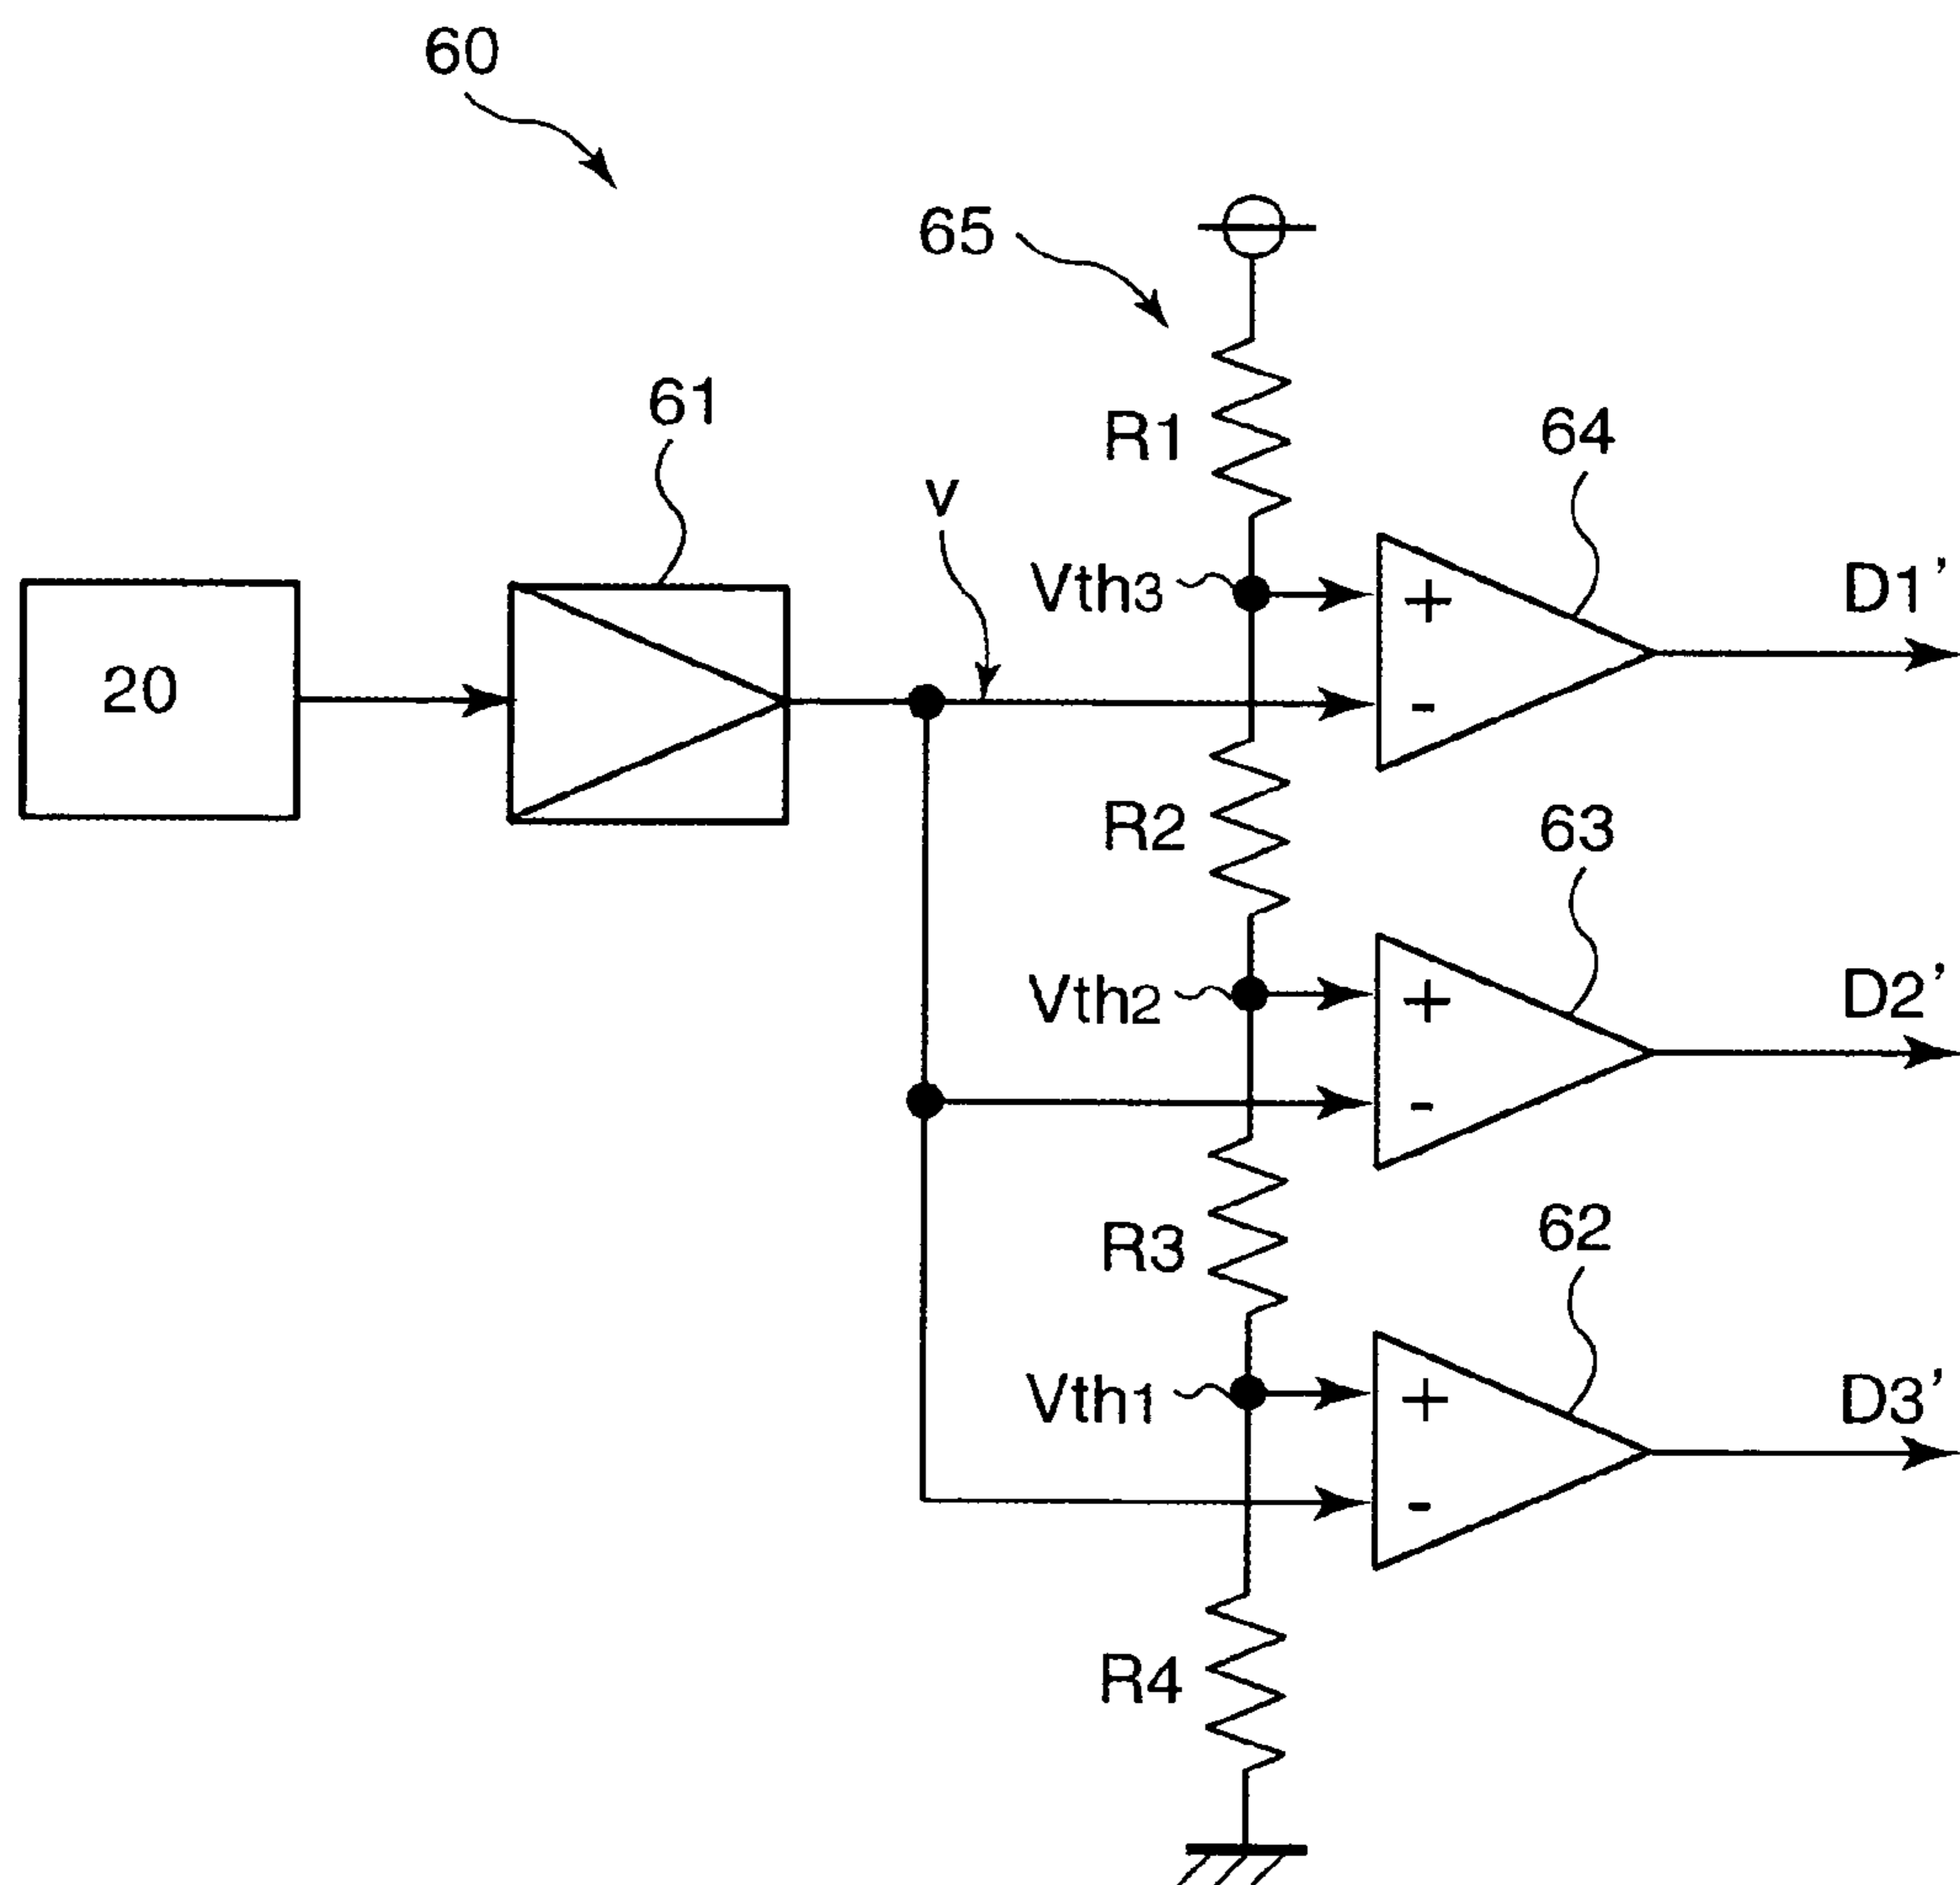 60
65
61
R1
64
v
Vth3
+
D1’
20
-
R2
63
Vth2
+
D2’
-
R3
62
Vth1
+
D3’
-
R4